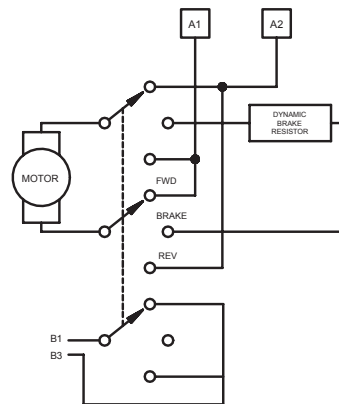 A1
A2
DYNAMIC
BRAKE
RESISTOR
MOTOR
FWD
BRAKE
REV
B1
B3